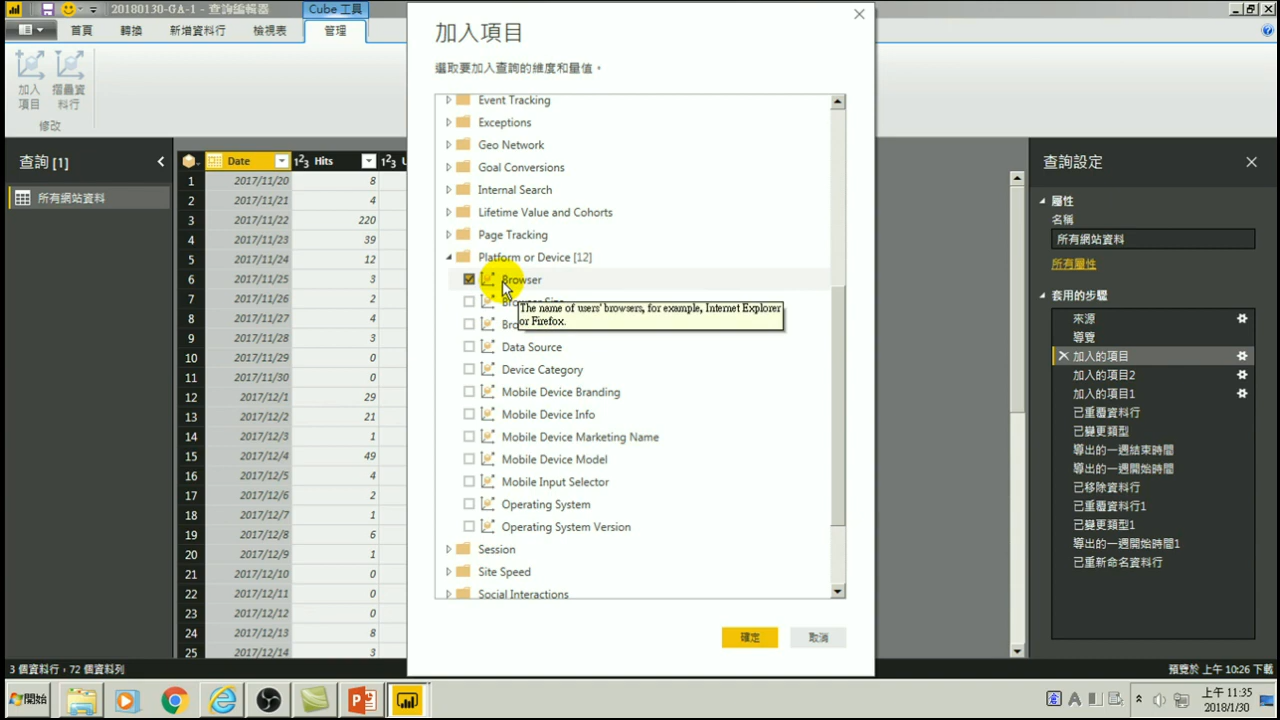 20180130-GA-1 - 查詢編輯器
Cube 工具
首頁
轉換
新增資料行
檢視表
管理
加入
項目
摺疊資
料行
修改
查詢 [1]
所有網站資料
Date
1²3 Hits
1²3 U
1 2017/11/20 8
2 2017/11/21 4
3 2017/11/22 220
4 2017/11/23 39
5 2017/11/24 12
6 2017/11/25 3
7 2017/11/26 2
8 2017/11/27 4
9 2017/11/28 3
10 2017/11/29 0
11 2017/11/30 0
12 2017/12/1 29
13 2017/12/2 21
14 2017/12/3 1
15 2017/12/4 49
16 2017/12/5 4
17 2017/12/6 2
18 2017/12/7 1
19 2017/12/8 6
20 2017/12/9 1
21 2017/12/10 0
22 2017/12/11 0
23 2017/12/12 0
24 2017/12/13 8
25 2017/12/14 3
加入項目
選取要加入查詢的維度和量值。
Event Tracking
Exceptions
Geo Network
Goal Conversions
Internal Search
Lifetime Value and Cohorts
Page Tracking
Platform or Device [12]
Browser
The name of users' browsers, for example, Internet Explorer
or Firefox.
Data Source
Device Category
Mobile Device Branding
Mobile Device Info
Mobile Device Marketing Name
Mobile Device Model
Mobile Input Selector
Operating System
Operating System Version
Session
Site Speed
Social Interactions
確定
取消
查詢設定
屬性
名稱
所有網站資料
所有屬性
套用的步驟
來源
導覽
加入的項目
加入的項目2
加入的項目1
已重覆資料行
已變更類型
導出的一週結束時間
導出的一週開始時間
已移除資料行
已重覆資料行1
已變更類型1
導出的一週開始時間1
已重新命名資料行
3 個資料行，72 個資料列
預覽於 上午 10:26 下載
開始
上午 11:35
2018/1/30